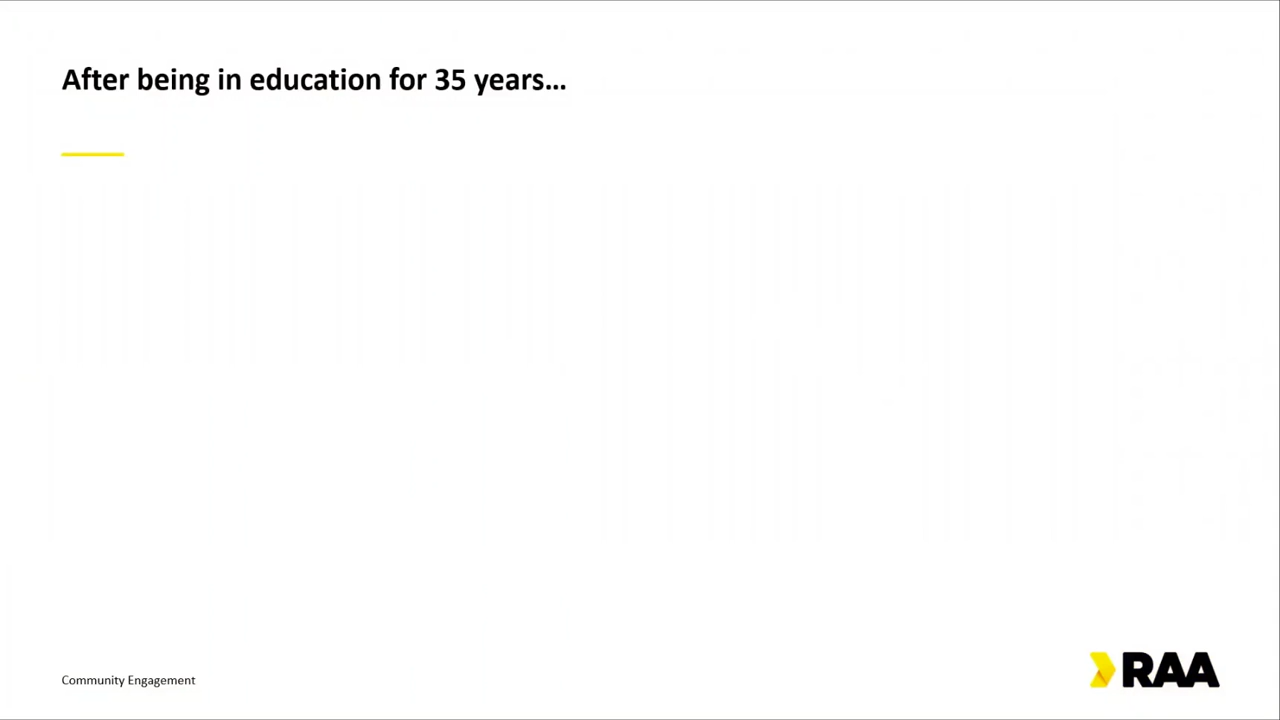 After being in education for 35 years…
Community Engagement
RAA